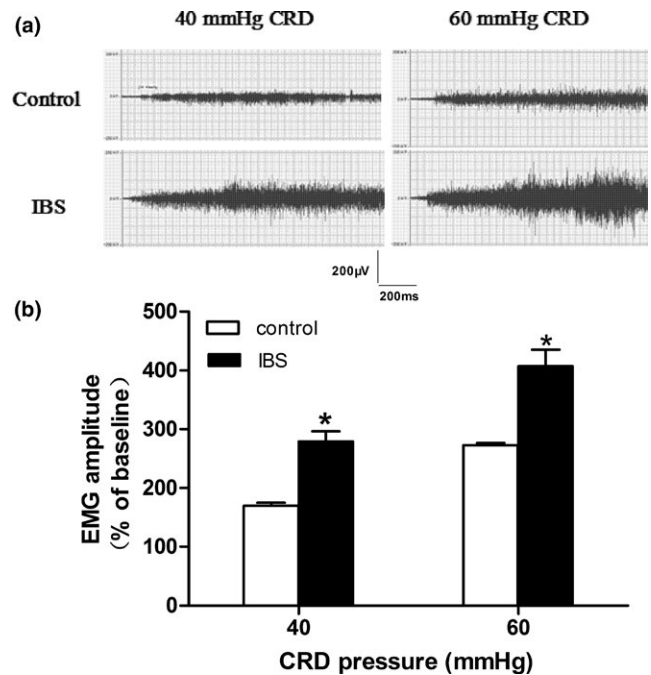 (a)
40 mmHg CRD
60 mmHg CRD
Control
IBS
200μV
200ms
(b)
control
IBS
*
*
EMG amplitude
(% of baseline)
500
400
300
200
100
0
40
60
CRD pressure (mmHg)